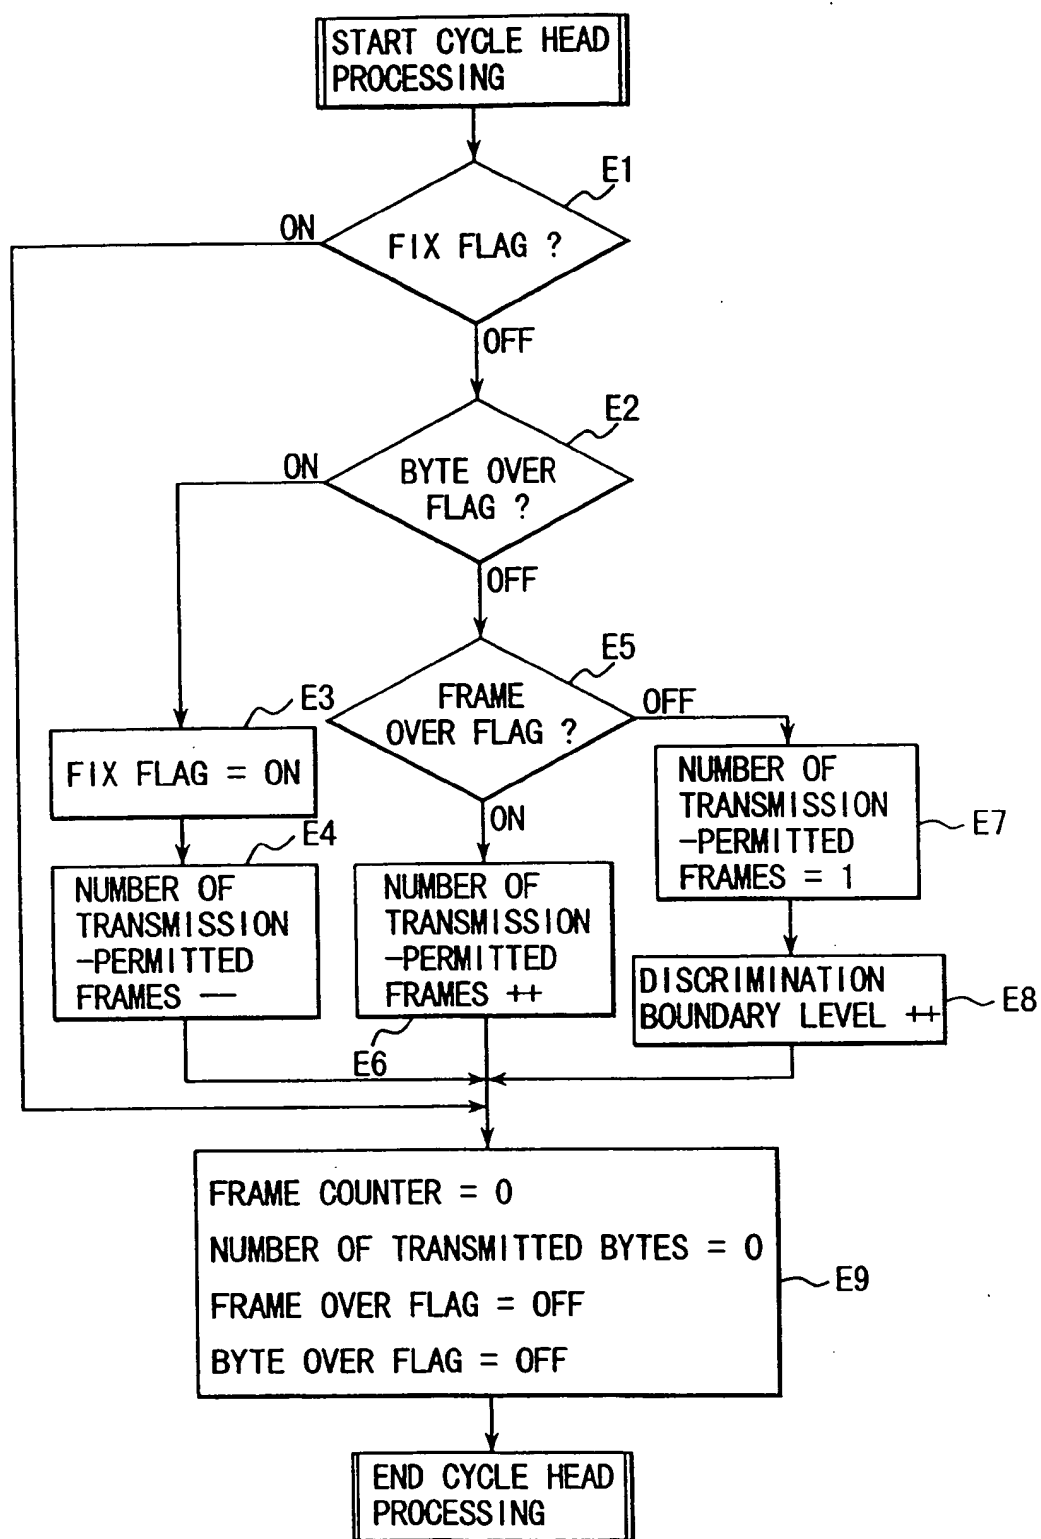 START CYCLE HEAD
PROCESSING
E1
ON
FIX FLAG ?
OFF
E2
ON
BYTE OVER
FLAG ?
OFF
E5
FRAME
OVER FLAG ?
OFF
ON
E3
FIX FLAG = ON
E4
NUMBER OF
TRANSMISSION
-PERMITTED
FRAMES --
NUMBER OF
TRANSMISSION
-PERMITTED
FRAMES ++
E6
NUMBER OF
TRANSMISSION
-PERMITTED
FRAMES = 1
E7
DISCRIMINATION
BOUNDARY LEVEL ++
E8
FRAME COUNTER = 0
NUMBER OF TRANSMITTED BYTES = 0
FRAME OVER FLAG = OFF
BYTE OVER FLAG = OFF
E9
END CYCLE HEAD
PROCESSING